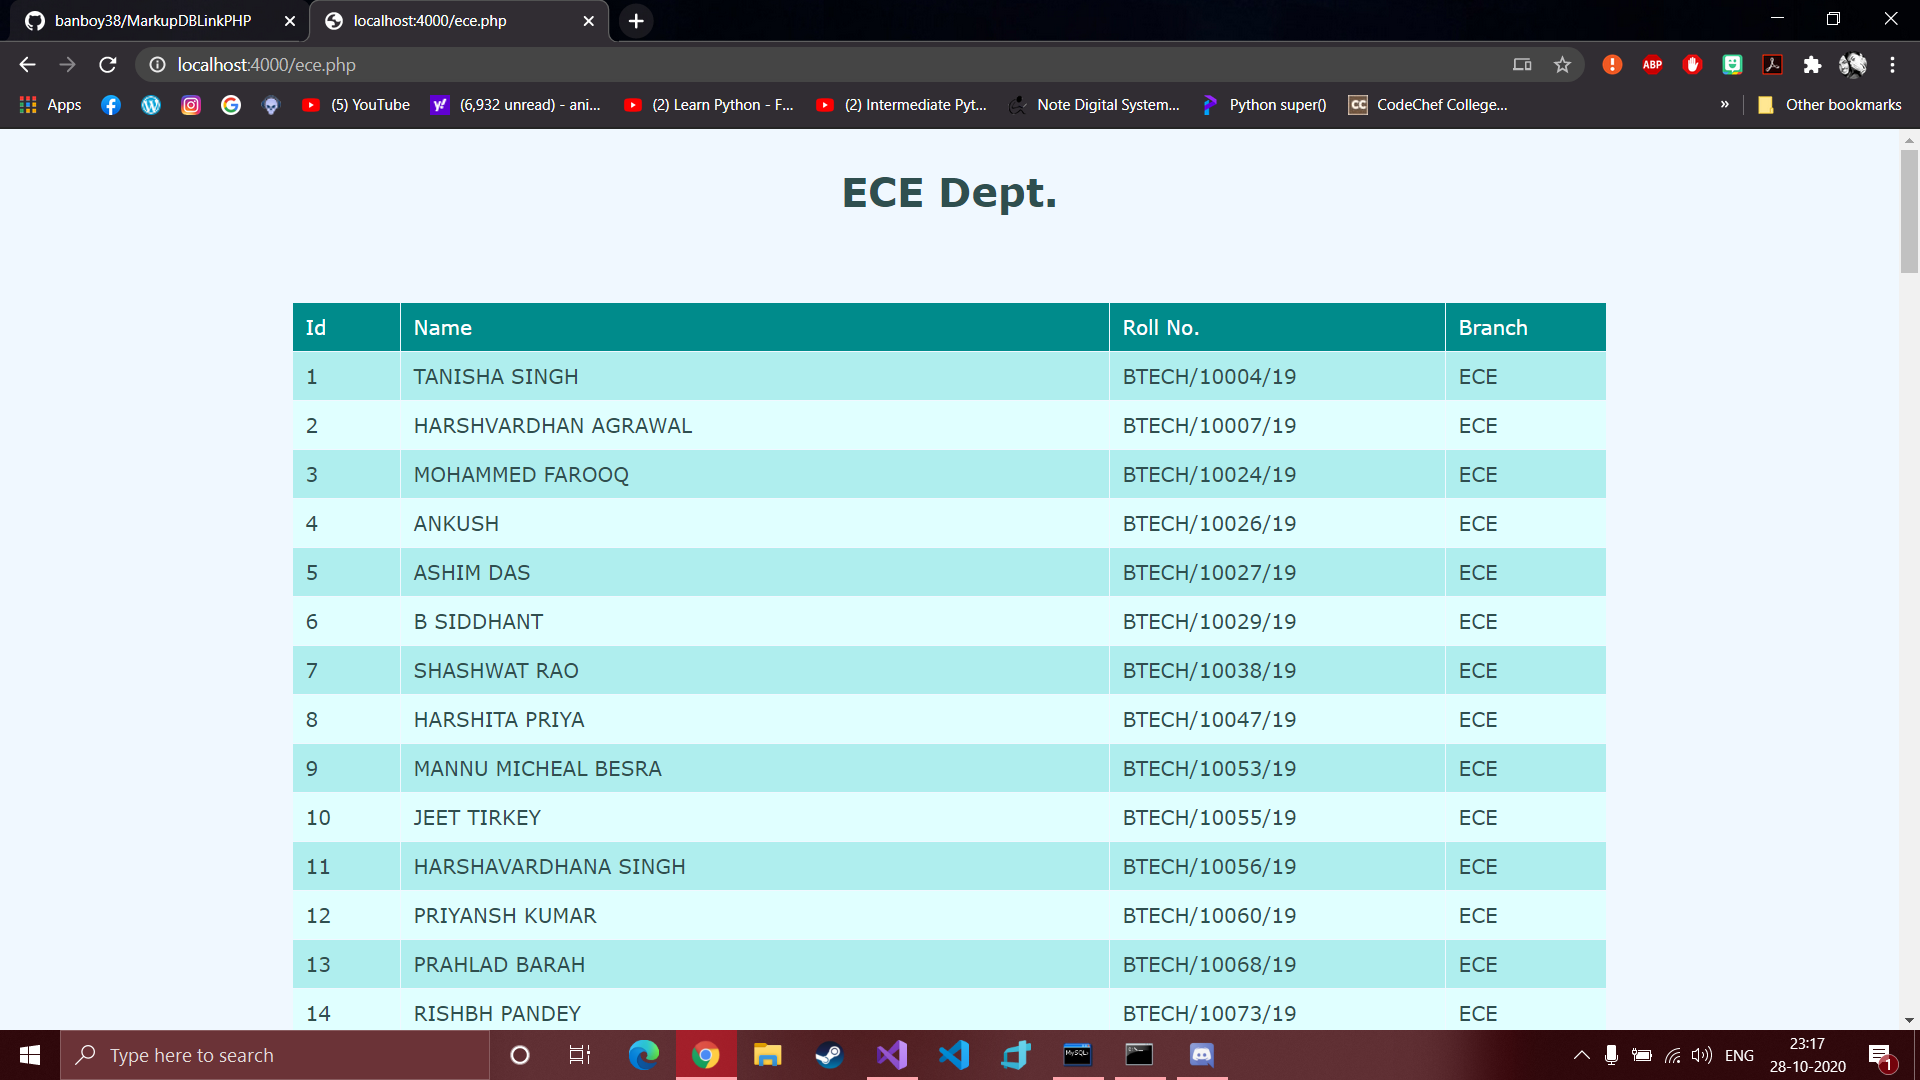 banboy38/MarkupDBLinkPHP
localhost:4000/ece.php
localhost:4000/ece.php
ABP
Apps
(5) YouTube
(6,932 unread) - ani...
(2) Learn Python - F...
(2) Intermediate Pyt...
Note Digital System...
Python super()
CC
CodeChef College...
»
Other bookmarks
ECE Dept.
Id Name Roll No. Branch
1 TANISHA SINGH BTECH/10004/19 ECE
2 HARSHVARDHAN AGRAWAL BTECH/10007/19 ECE
3 MOHAMMED FAROOQ BTECH/10024/19 ECE
4 ANKUSH BTECH/10026/19 ECE
5 ASHIM DAS BTECH/10027/19 ECE
6 B SIDDHANT BTECH/10029/19 ECE
7 SHASHWAT RAO BTECH/10038/19 ECE
8 HARSHITA PRIYA BTECH/10047/19 ECE
9 MANNU MICHEAL BESRA BTECH/10053/19 ECE
10 JEET TIRKEY BTECH/10055/19 ECE
11 HARSHAVARDHANA SINGH BTECH/10056/19 ECE
12 PRIYANSH KUMAR BTECH/10060/19 ECE
13 PRAHLAD BARAH BTECH/10068/19 ECE
14 RISHBH PANDEY BTECH/10073/19 ECE
Type here to search
MySQL
ENG
23:17
28-10-2020
1